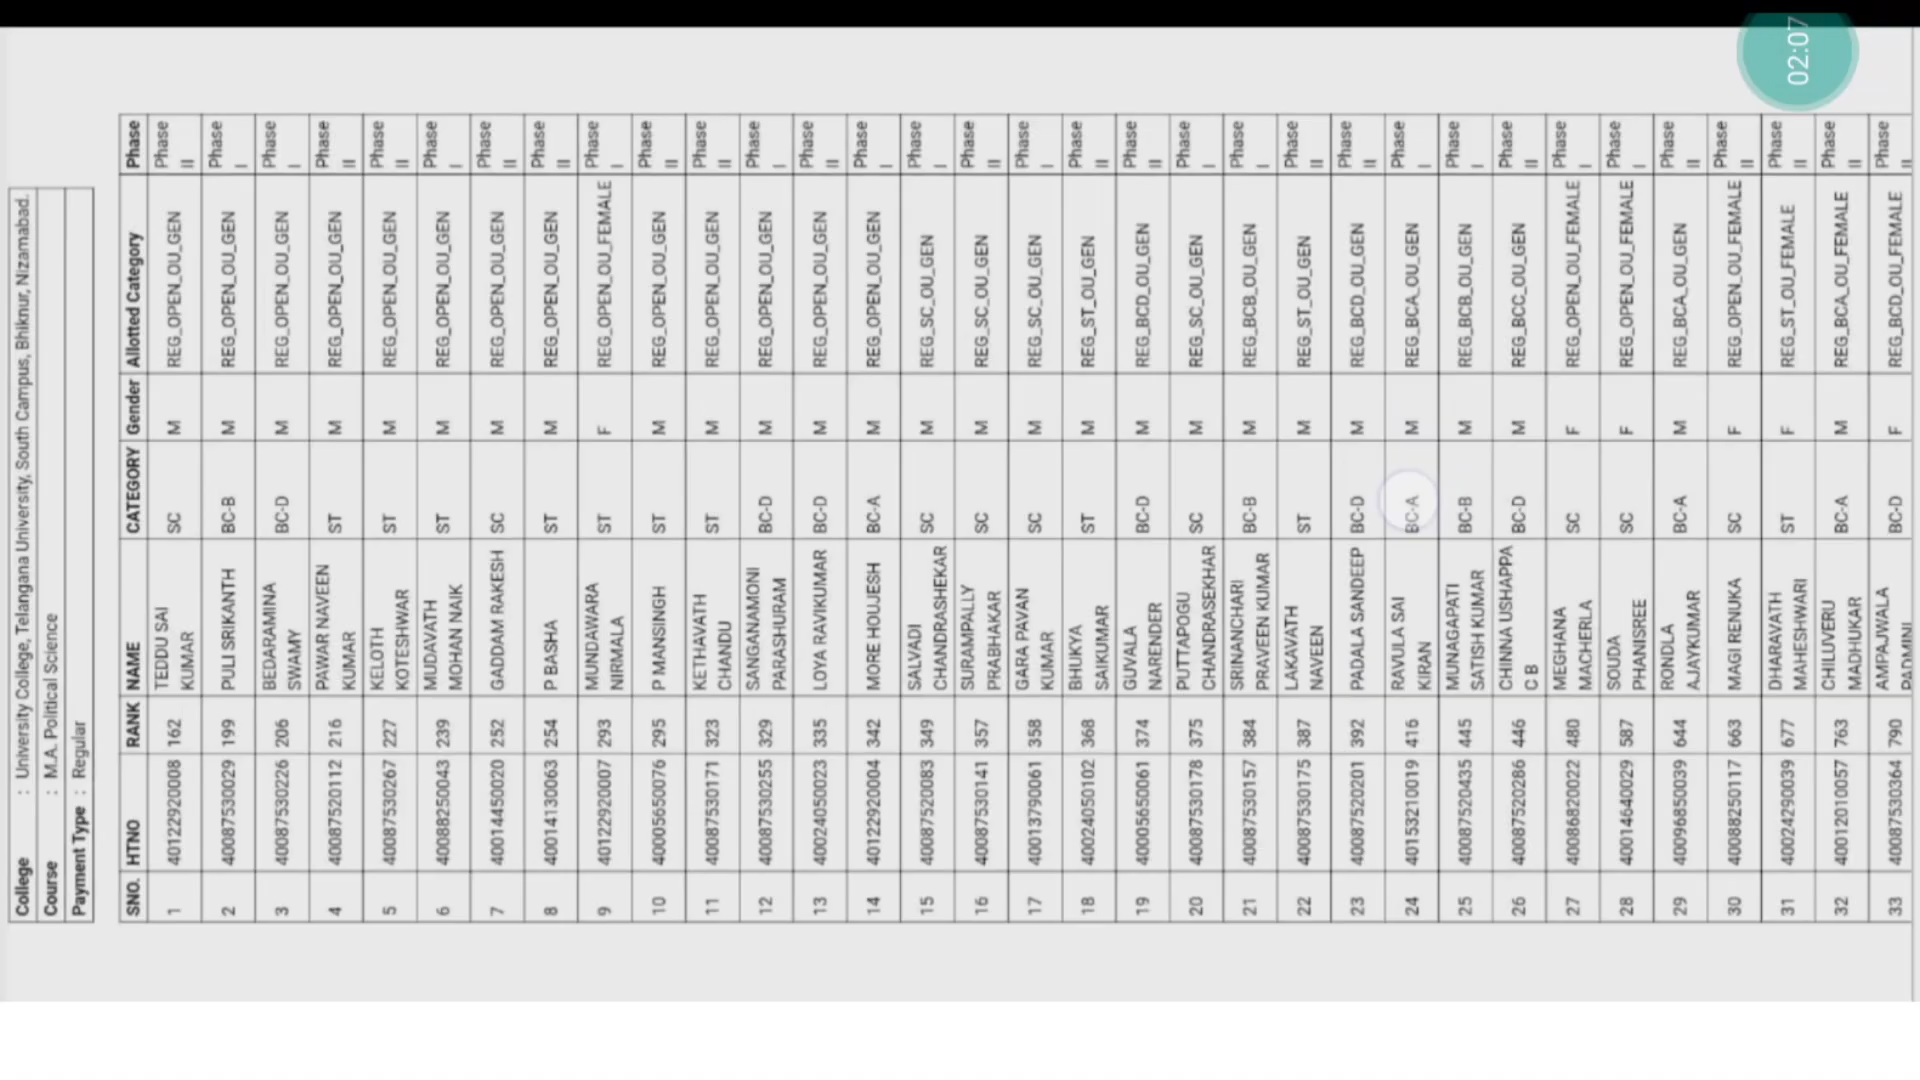 02:07
College : University College, Telangana University, South Campus, Bhiknur, Nizamabad.
Course : M.A. Political Science
Payment Type : Regular
SNO. HTNO RANK NAME CATEGORY Gender Allotted Category Phase
1 40122920008 162 TEDDU SAI KUMAR SC M REG_OPEN_OU_GEN Phase II
2 40087530029 199 PULI SRIKANTH BC-B M REG_OPEN_OU_GEN Phase I
3 40087530226 206 BEDARAMINA SWAMY BC-D M REG_OPEN_OU_GEN Phase I
4 40087520112 216 PAWAR NAVEEN KUMAR ST M REG_OPEN_OU_GEN Phase II
5 40087530267 227 KELOTH KOTESHWAR ST M REG_OPEN_OU_GEN Phase II
6 40088250043 239 MUDAVATH MOHAN NAIK ST M REG_OPEN_OU_GEN Phase I
7 40014450020 252 GADDAM RAKESH SC M REG_OPEN_OU_GEN Phase II
8 40014130063 254 P BASHA ST M REG_OPEN_OU_GEN Phase II
9 40122920007 293 MUNDAWARA NIRMALA ST F REG_OPEN_OU_FEMALE Phase I
10 40005650076 295 P MANSINGH ST M REG_OPEN_OU_GEN Phase II
11 40087530171 323 KETHAVATH CHANDU ST M REG_OPEN_OU_GEN Phase II
12 40087530255 329 SANGANAMONI PARASHURAM BC-D M REG_OPEN_OU_GEN Phase I
13 40024050023 335 LOYA RAVIKUMAR BC-D M REG_OPEN_OU_GEN Phase II
14 40122920004 342 MORE HOUJESH BC-A M REG_OPEN_OU_GEN Phase I
15 40087520083 349 SALVADI CHANDRASHEKAR SC M REG_SC_OU_GEN Phase I
16 40087530141 357 SURAMPALLY PRABHAKAR SC M REG_SC_OU_GEN Phase II
17 40013790061 358 GARA PAVAN KUMAR SC M REG_SC_OU_GEN Phase I
18 40024050102 368 BHUKYA SAIKUMAR ST M REG_ST_OU_GEN Phase II
19 40005650061 374 GUVALA NARENDER BC-D M REG_BCD_OU_GEN Phase II
20 40087530178 375 PUTTAPOGU CHANDRASEKHAR SC M REG_SC_OU_GEN Phase I
21 40087530157 384 SRINANCHARI PRAVEEN KUMAR BC-B M REG_BCB_OU_GEN Phase I
22 40087530175 387 LAKAVATH NAVEEN ST M REG_ST_OU_GEN Phase II
23 40087520201 392 PADALA SANDEEP BC-D M REG_BCD_OU_GEN Phase II
24 40153210019 416 RAVULA SAI KIRAN BC-A M REG_BCA_OU_GEN Phase I
25 40087520435 445 MUNAGAPATI SATISH KUMAR BC-B M REG_BCB_OU_GEN Phase I
26 40087520286 446 CHINNA USHAPPA C B BC-D M REG_BCC_OU_GEN Phase II
27 40086820022 480 MEGHANA MACHERLA SC F REG_OPEN_OU_FEMALE Phase I
28 40014640029 587 SOUDA PHANISREE SC F REG_OPEN_OU_FEMALE Phase I
29 40096850039 644 RONDLA AJAYKUMAR BC-A M REG_BCA_OU_GEN Phase II
30 40088250117 663 MAGI RENUKA SC F REG_OPEN_OU_FEMALE Phase II
31 40024290039 677 DHARAVATH MAHESHWARI ST F REG_ST_OU_FEMALE Phase II
32 40012010057 763 CHILUVERU MADHUKAR BC-A M REG_BCA_OU_FEMALE Phase II
33 40087530364 790 AMPAJWALA PADMINI BC-D F REG_BCD_OU_FEMALE Phase II